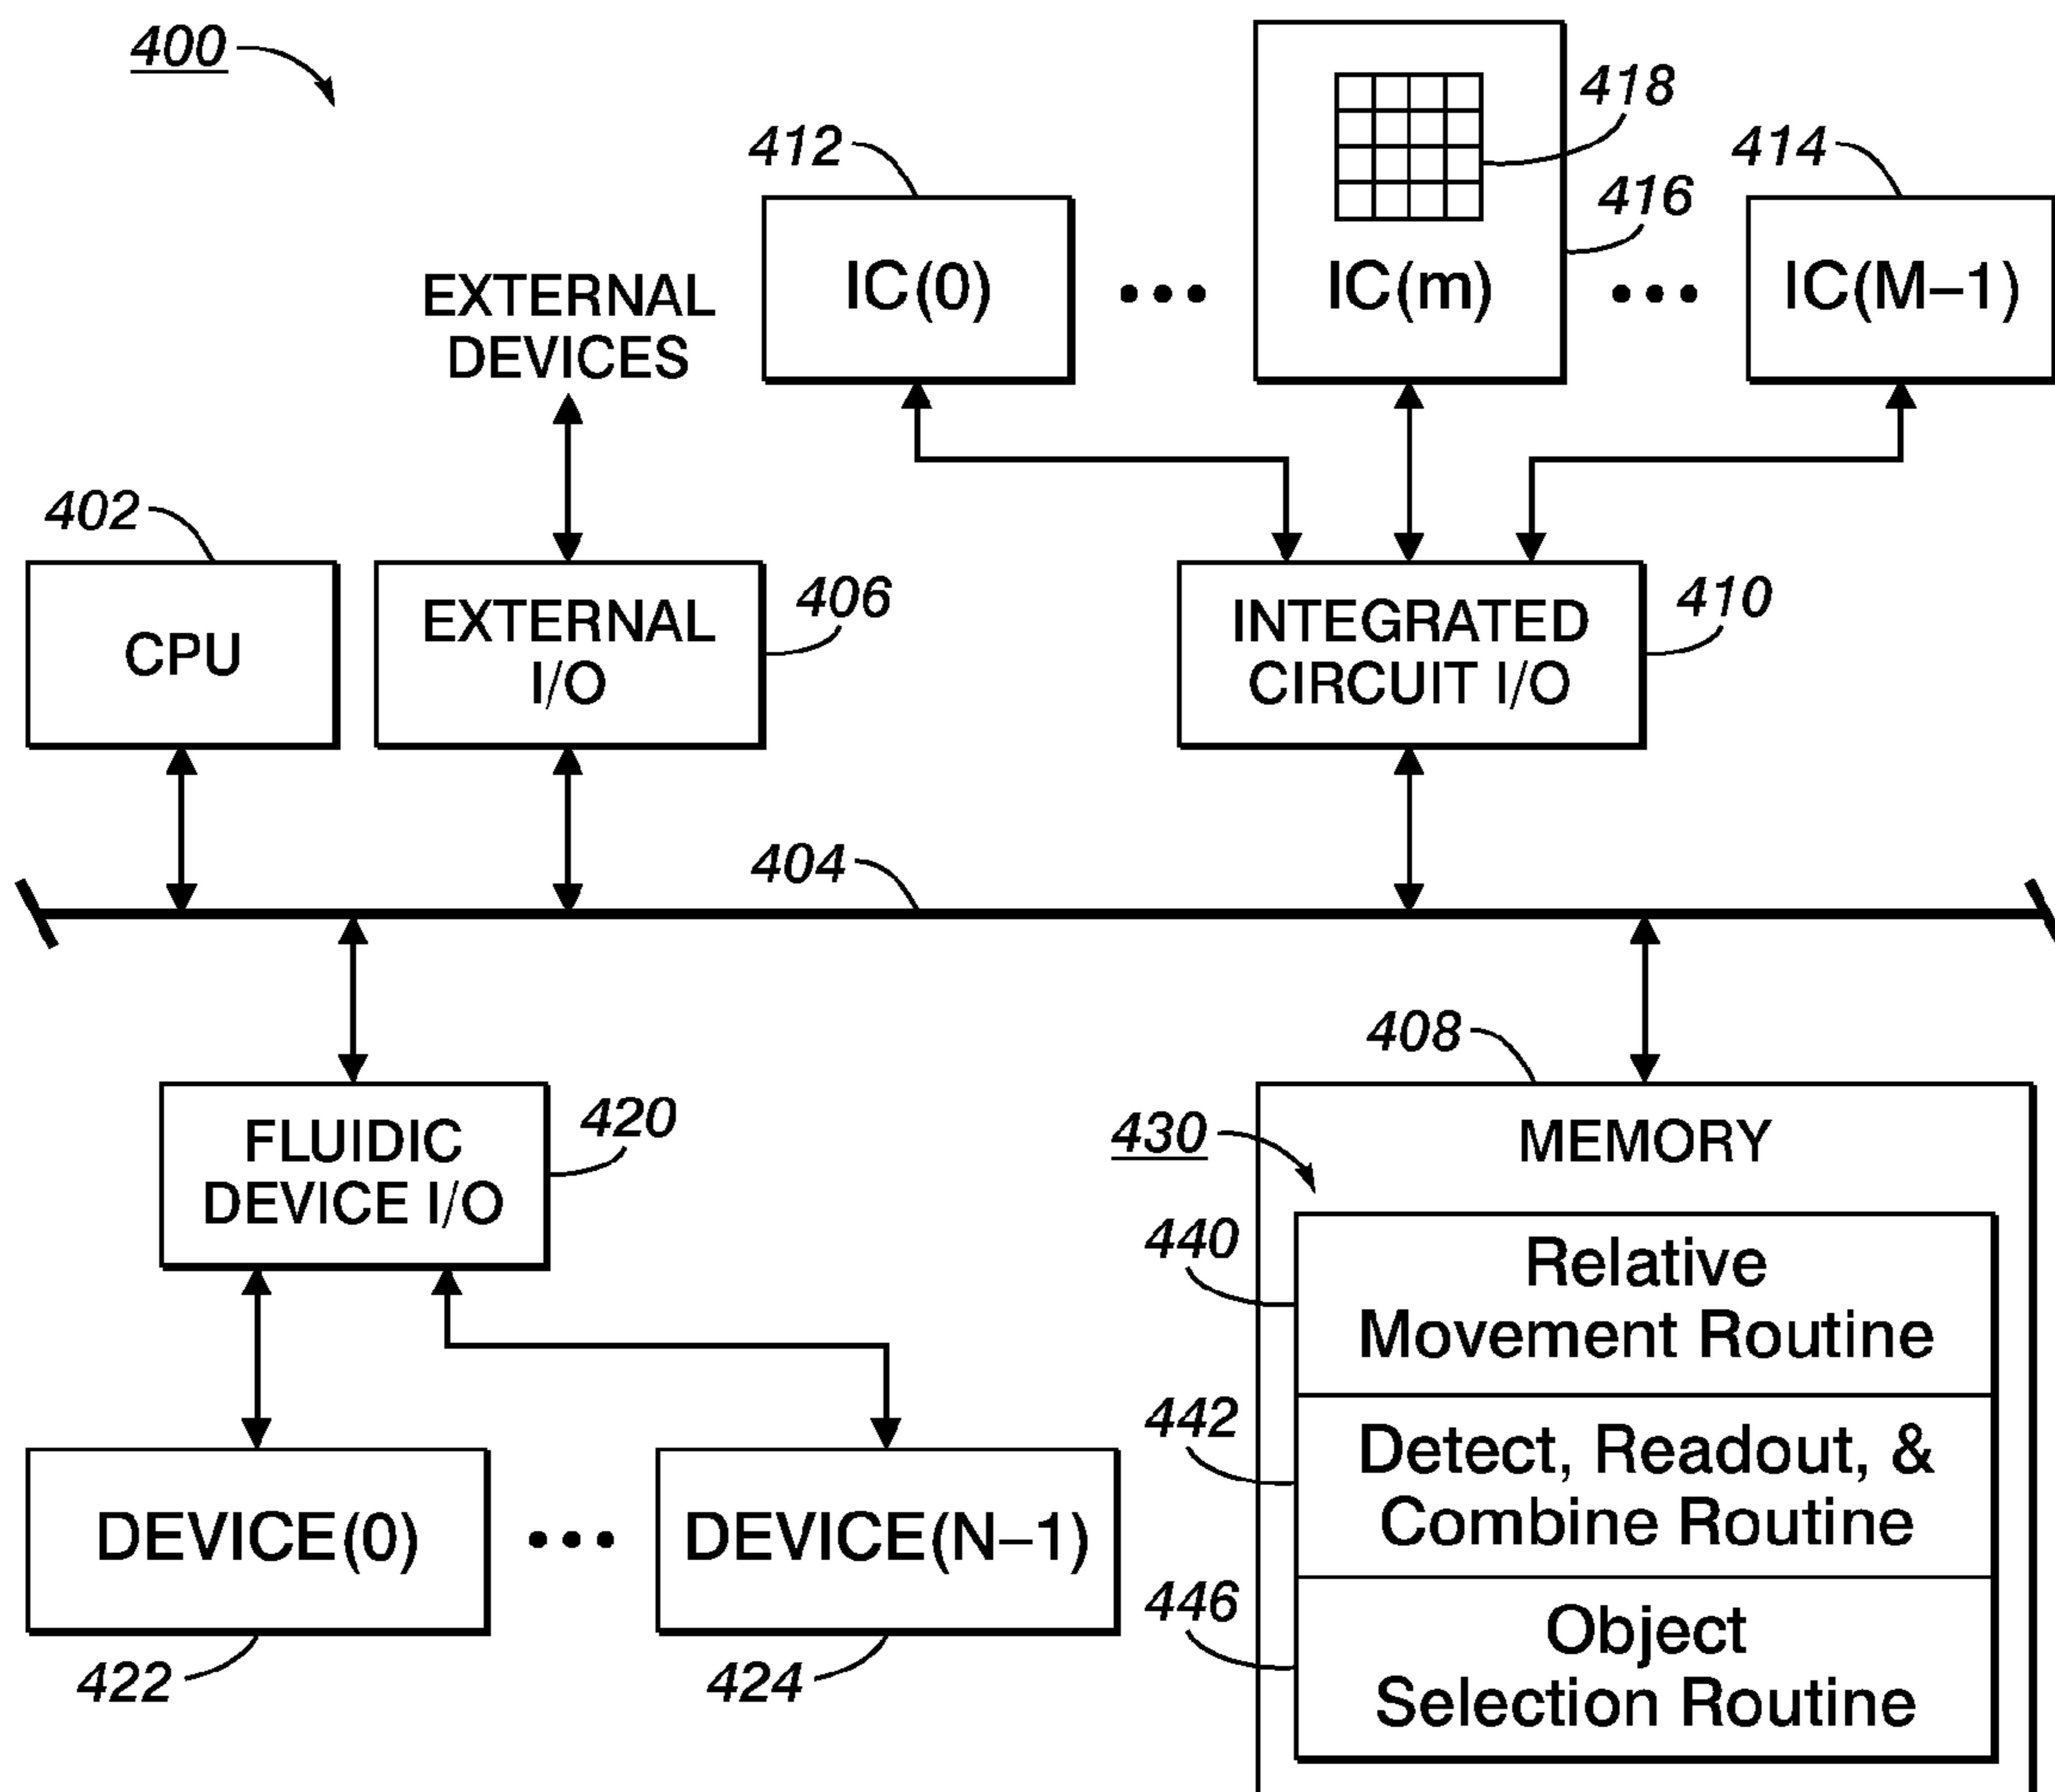 400
418
412
414
416
IC(0)
IC(m)
IC(M–1)
EXTERNAL
DEVICES
402
406
410
CPU
EXTERNAL
I/O
INTEGRATED
CIRCUIT I/O
404
408
420
430
FLUIDIC
DEVICE I/O
MEMORY
440
Relative
Movement Routine
442
Detect, Readout, &
Combine Routine
DEVICE(0)
DEVICE(N–1)
446
Object
Selection Routine
422
424